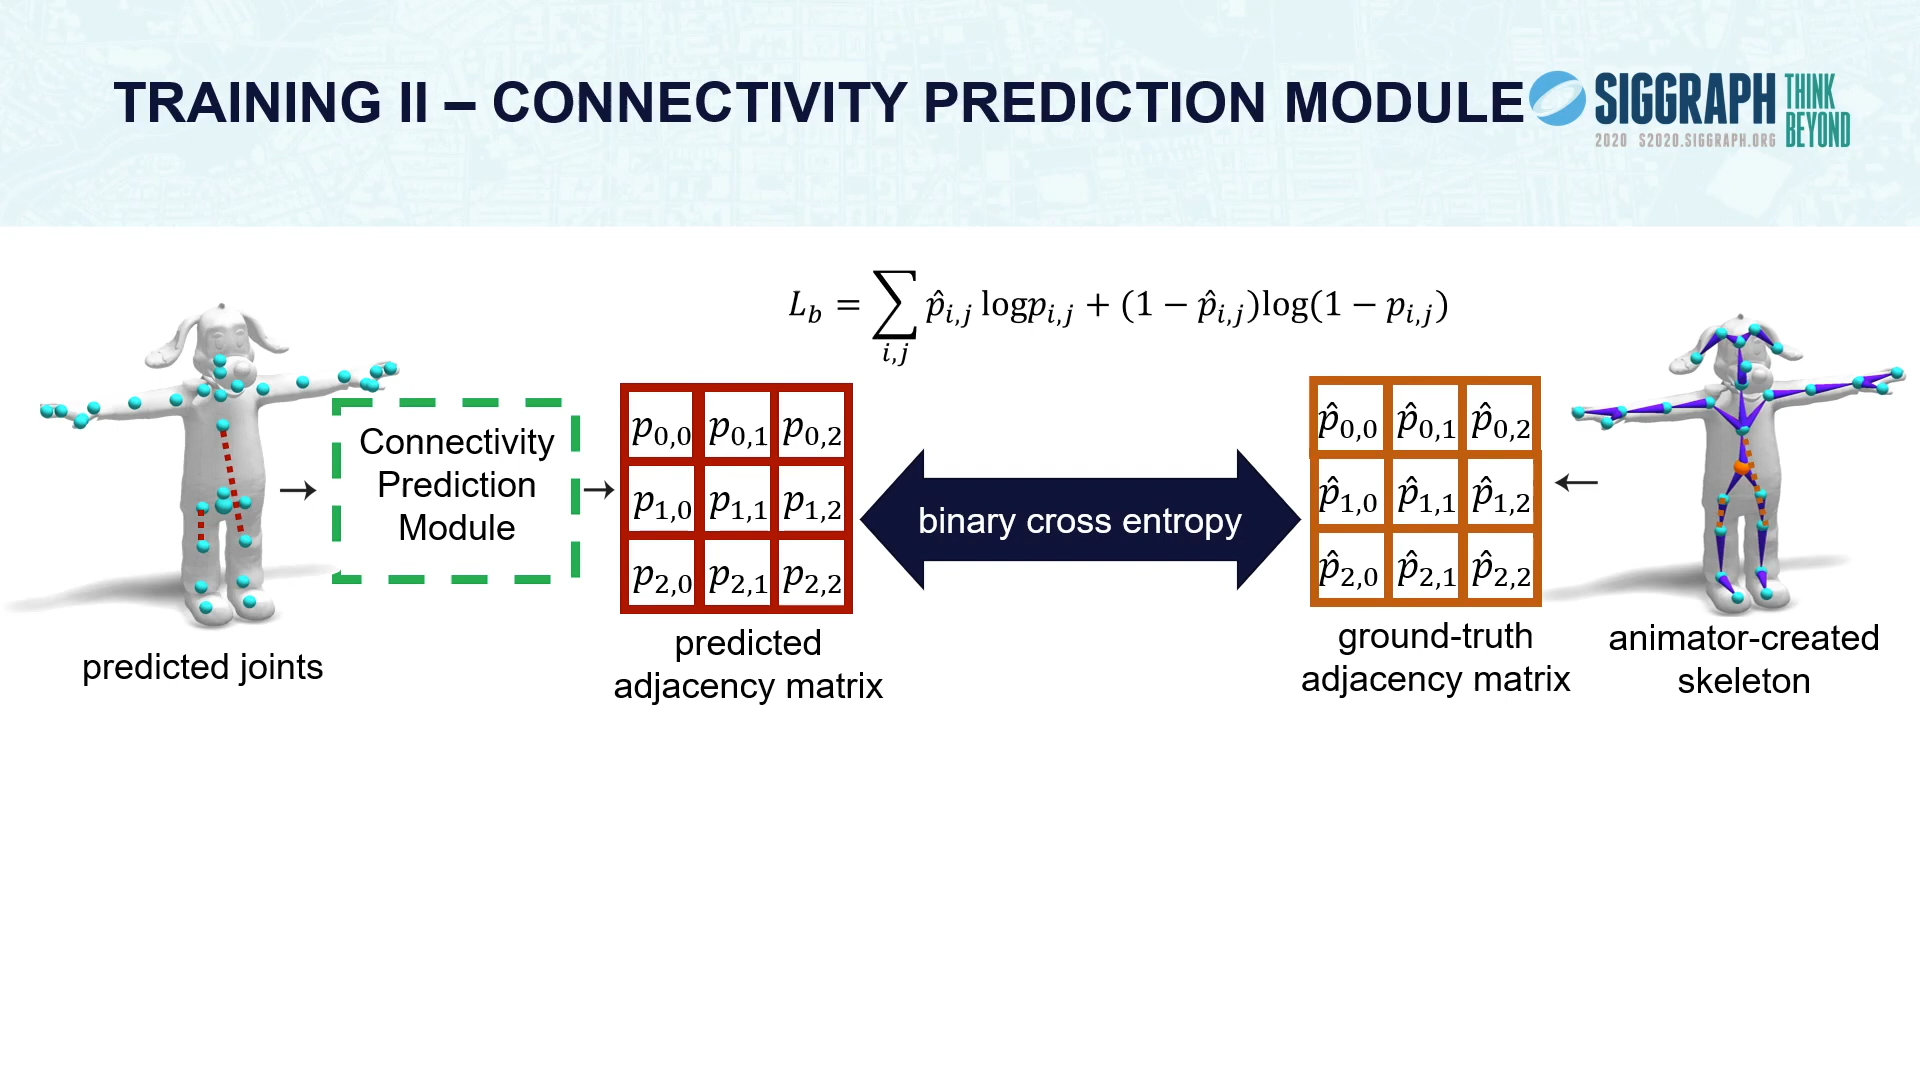 TRAINING II – CONNECTIVITY PREDICTION MODULE
SIGGRAPH
THINK
BEYOND
2020 S2020.SIGGRAPH.ORG
L_b = ∑_{i,j} p̂_{i,j} logp_{i,j} + (1 − p̂_{i,j})log(1 − p_{i,j})
Connectivity
Prediction
Module
p_{0,0} p_{0,1} p_{0,2}
p_{1,0} p_{1,1} p_{1,2}
p_{2,0} p_{2,1} p_{2,2}
binary cross entropy
p̂_{0,0} p̂_{0,1} p̂_{0,2}
p̂_{1,0} p̂_{1,1} p̂_{1,2}
p̂_{2,0} p̂_{2,1} p̂_{2,2}
predicted joints
predicted
adjacency matrix
ground-truth
adjacency matrix
animator-created
skeleton